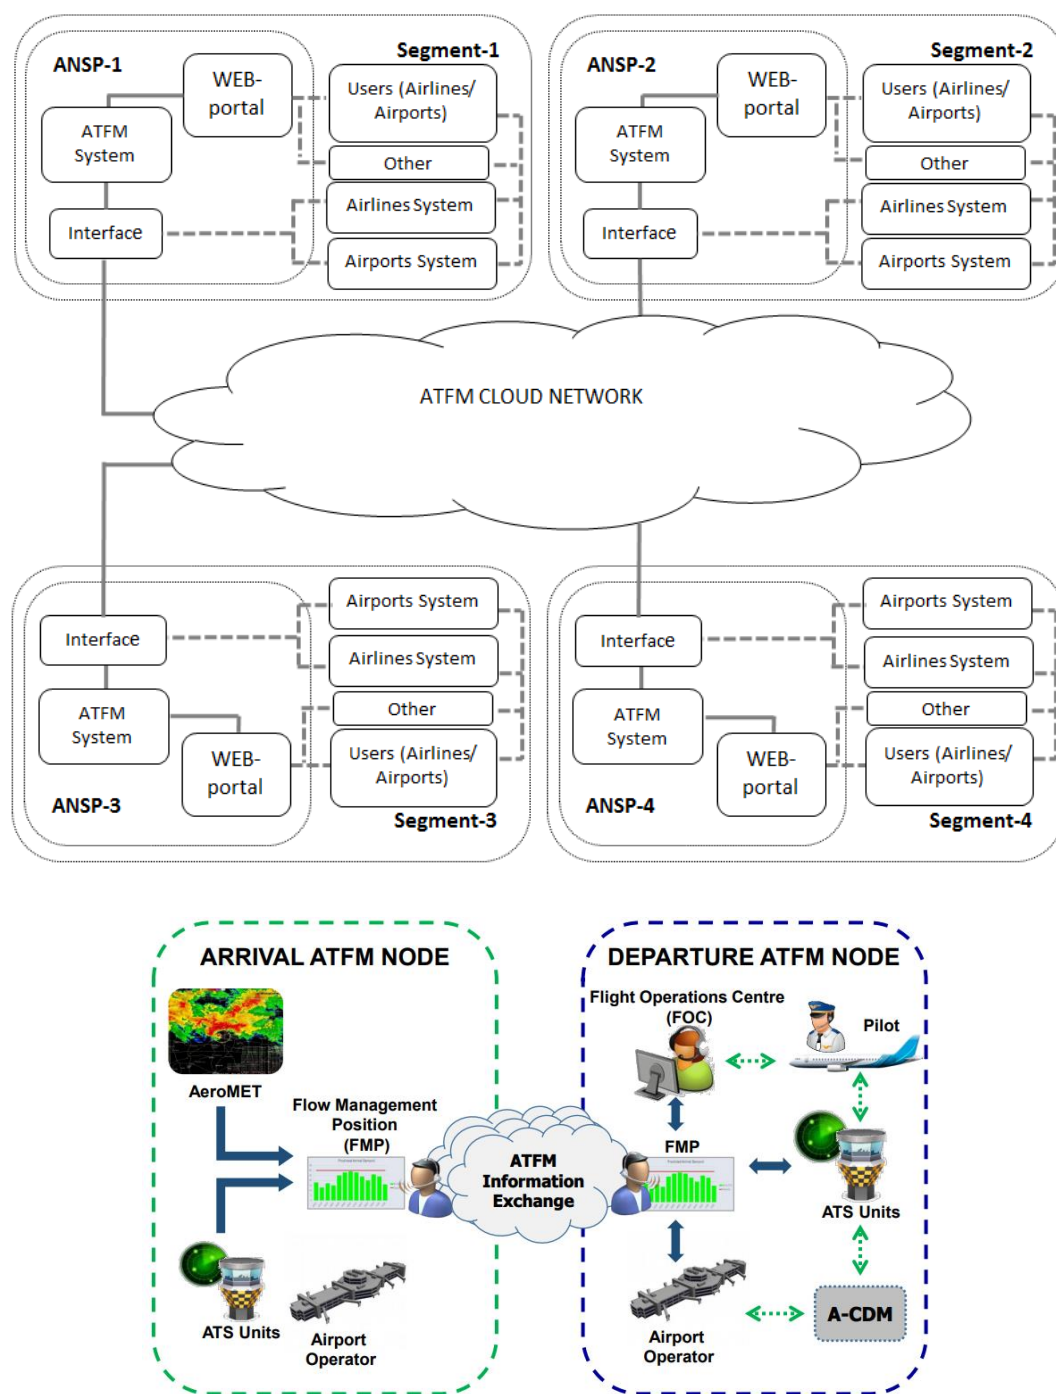 ANSP-1
WEB-
portal
ATFM
System
Interface
Segment-1
Users (Airlines/
Airports)
Other
Airlines System
Airports System
ANSP-2
WEB-
portal
ATFM
System
Interface
Segment-2
Users (Airlines/
Airports)
Other
Airlines System
Airports System
ATFM CLOUD NETWORK
Interface
ATFM
System
WEB-
portal
ANSP-3
Airports System
Airlines System
Other
Users (Airlines/
Airports)
Segment-3
Interface
ATFM
System
WEB-
portal
ANSP-4
Airports System
Airlines System
Other
Users (Airlines/
Airports)
Segment-4
ARRIVAL ATFM NODE
AeroMET
Flow Management
Position
(FMP)
ATS Units
Airport
Operator
ATFM
Information
Exchange
DEPARTURE ATFM NODE
Flight Operations Centre
(FOC)
Pilot
FMP
ATS Units
Airport
Operator
A-CDM